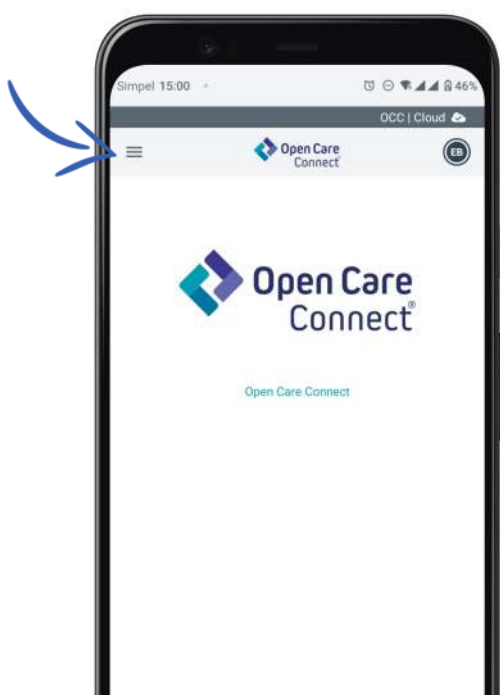 Simpel 15:00
46%
OCC | Cloud
Open Care
Connect
EB
Open Care
Connect®
Open Care Connect